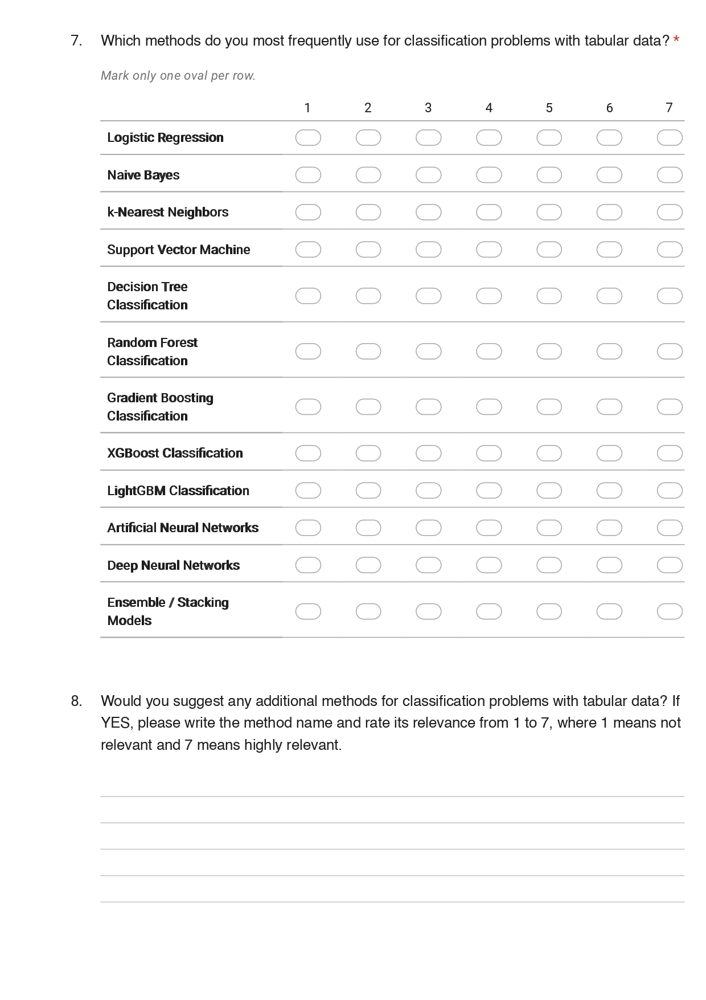 7. Which methods do you most frequently use for classification problems with tabular data? *
Mark only one oval per row.
1 2 3 4 5 6 7
Logistic Regression
Naive Bayes
k-Nearest Neighbors
Support Vector Machine
Decision Tree
Classification
Random Forest
Classification
Gradient Boosting
Classification
XGBoost Classification
LightGBM Classification
Artificial Neural Networks
Deep Neural Networks
Ensemble / Stacking
Models
8. Would you suggest any additional methods for classification problems with tabular data? If
YES, please write the method name and rate its relevance from 1 to 7, where 1 means not
relevant and 7 means highly relevant.